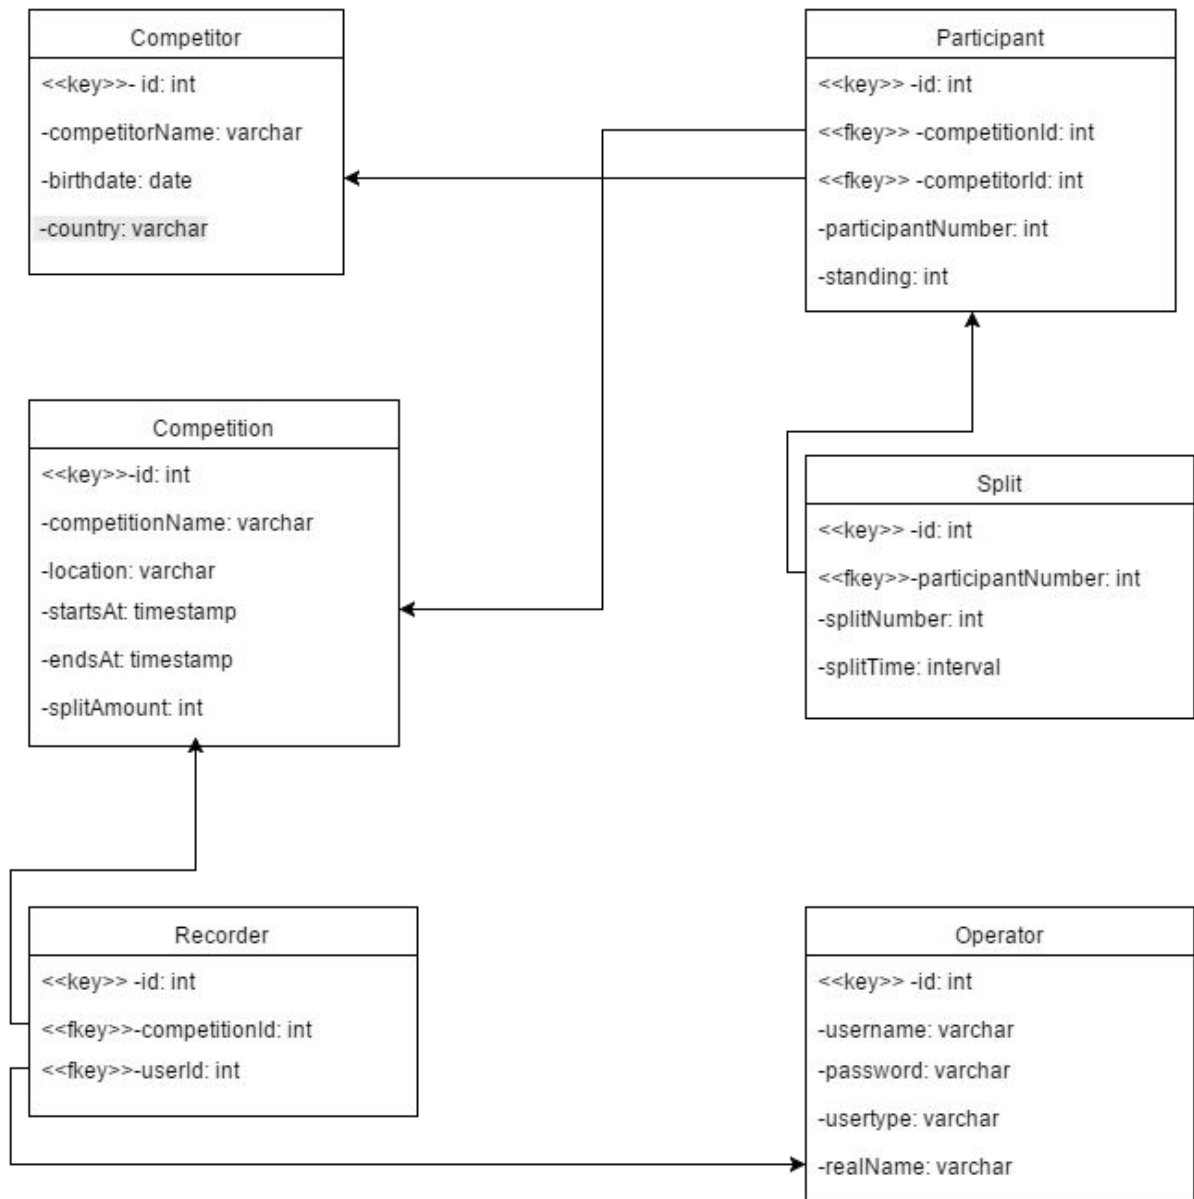 Competitor
<<key>>- id: int
-competitorName: varchar
-birthdate: date
-country: varchar
Participant
<<key>> -id: int
<<fkey>> -competitionId: int
<<fkey>> -competitorId: int
-participantNumber: int
-standing: int
Competition
<<key>>-id: int
-competitionName: varchar
-location: varchar
-startsAt: timestamp
-endsAt: timestamp
-splitAmount: int
Split
<<key>> -id: int
<<fkey>>-participantNumber: int
-splitNumber: int
-splitTime: interval
Recorder
<<key>> -id: int
<<fkey>>-competitionId: int
<<fkey>>-userId: int
Operator
<<key>> -id: int
-username: varchar
-password: varchar
-usertype: varchar
-realName: varchar